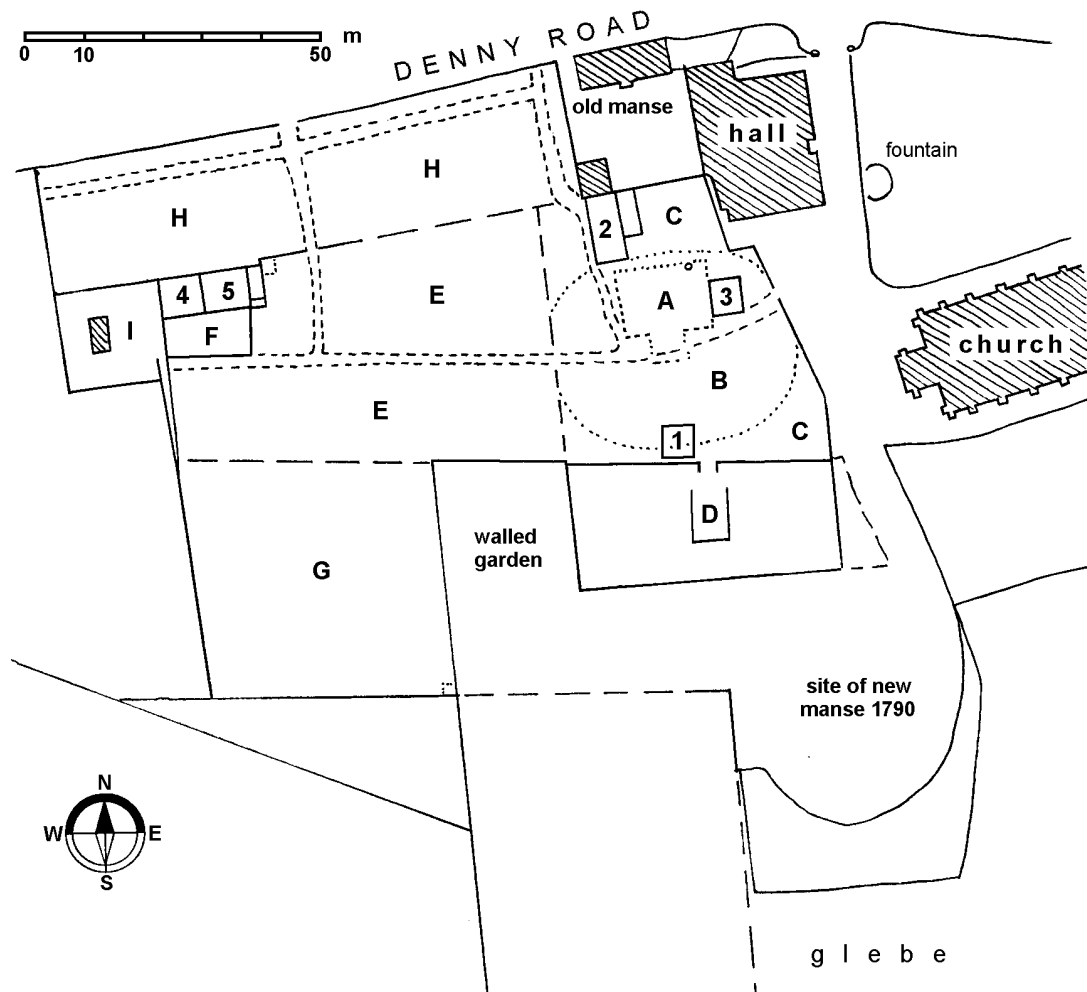 0 10 50 m
DENNY ROAD
old manse
hall
fountain
H
H
2
C
4
5
E
A
3
I
F
church
B
E
C
1
D
walled
garden
G
site of new
manse 1790
N
W E
S
glebe